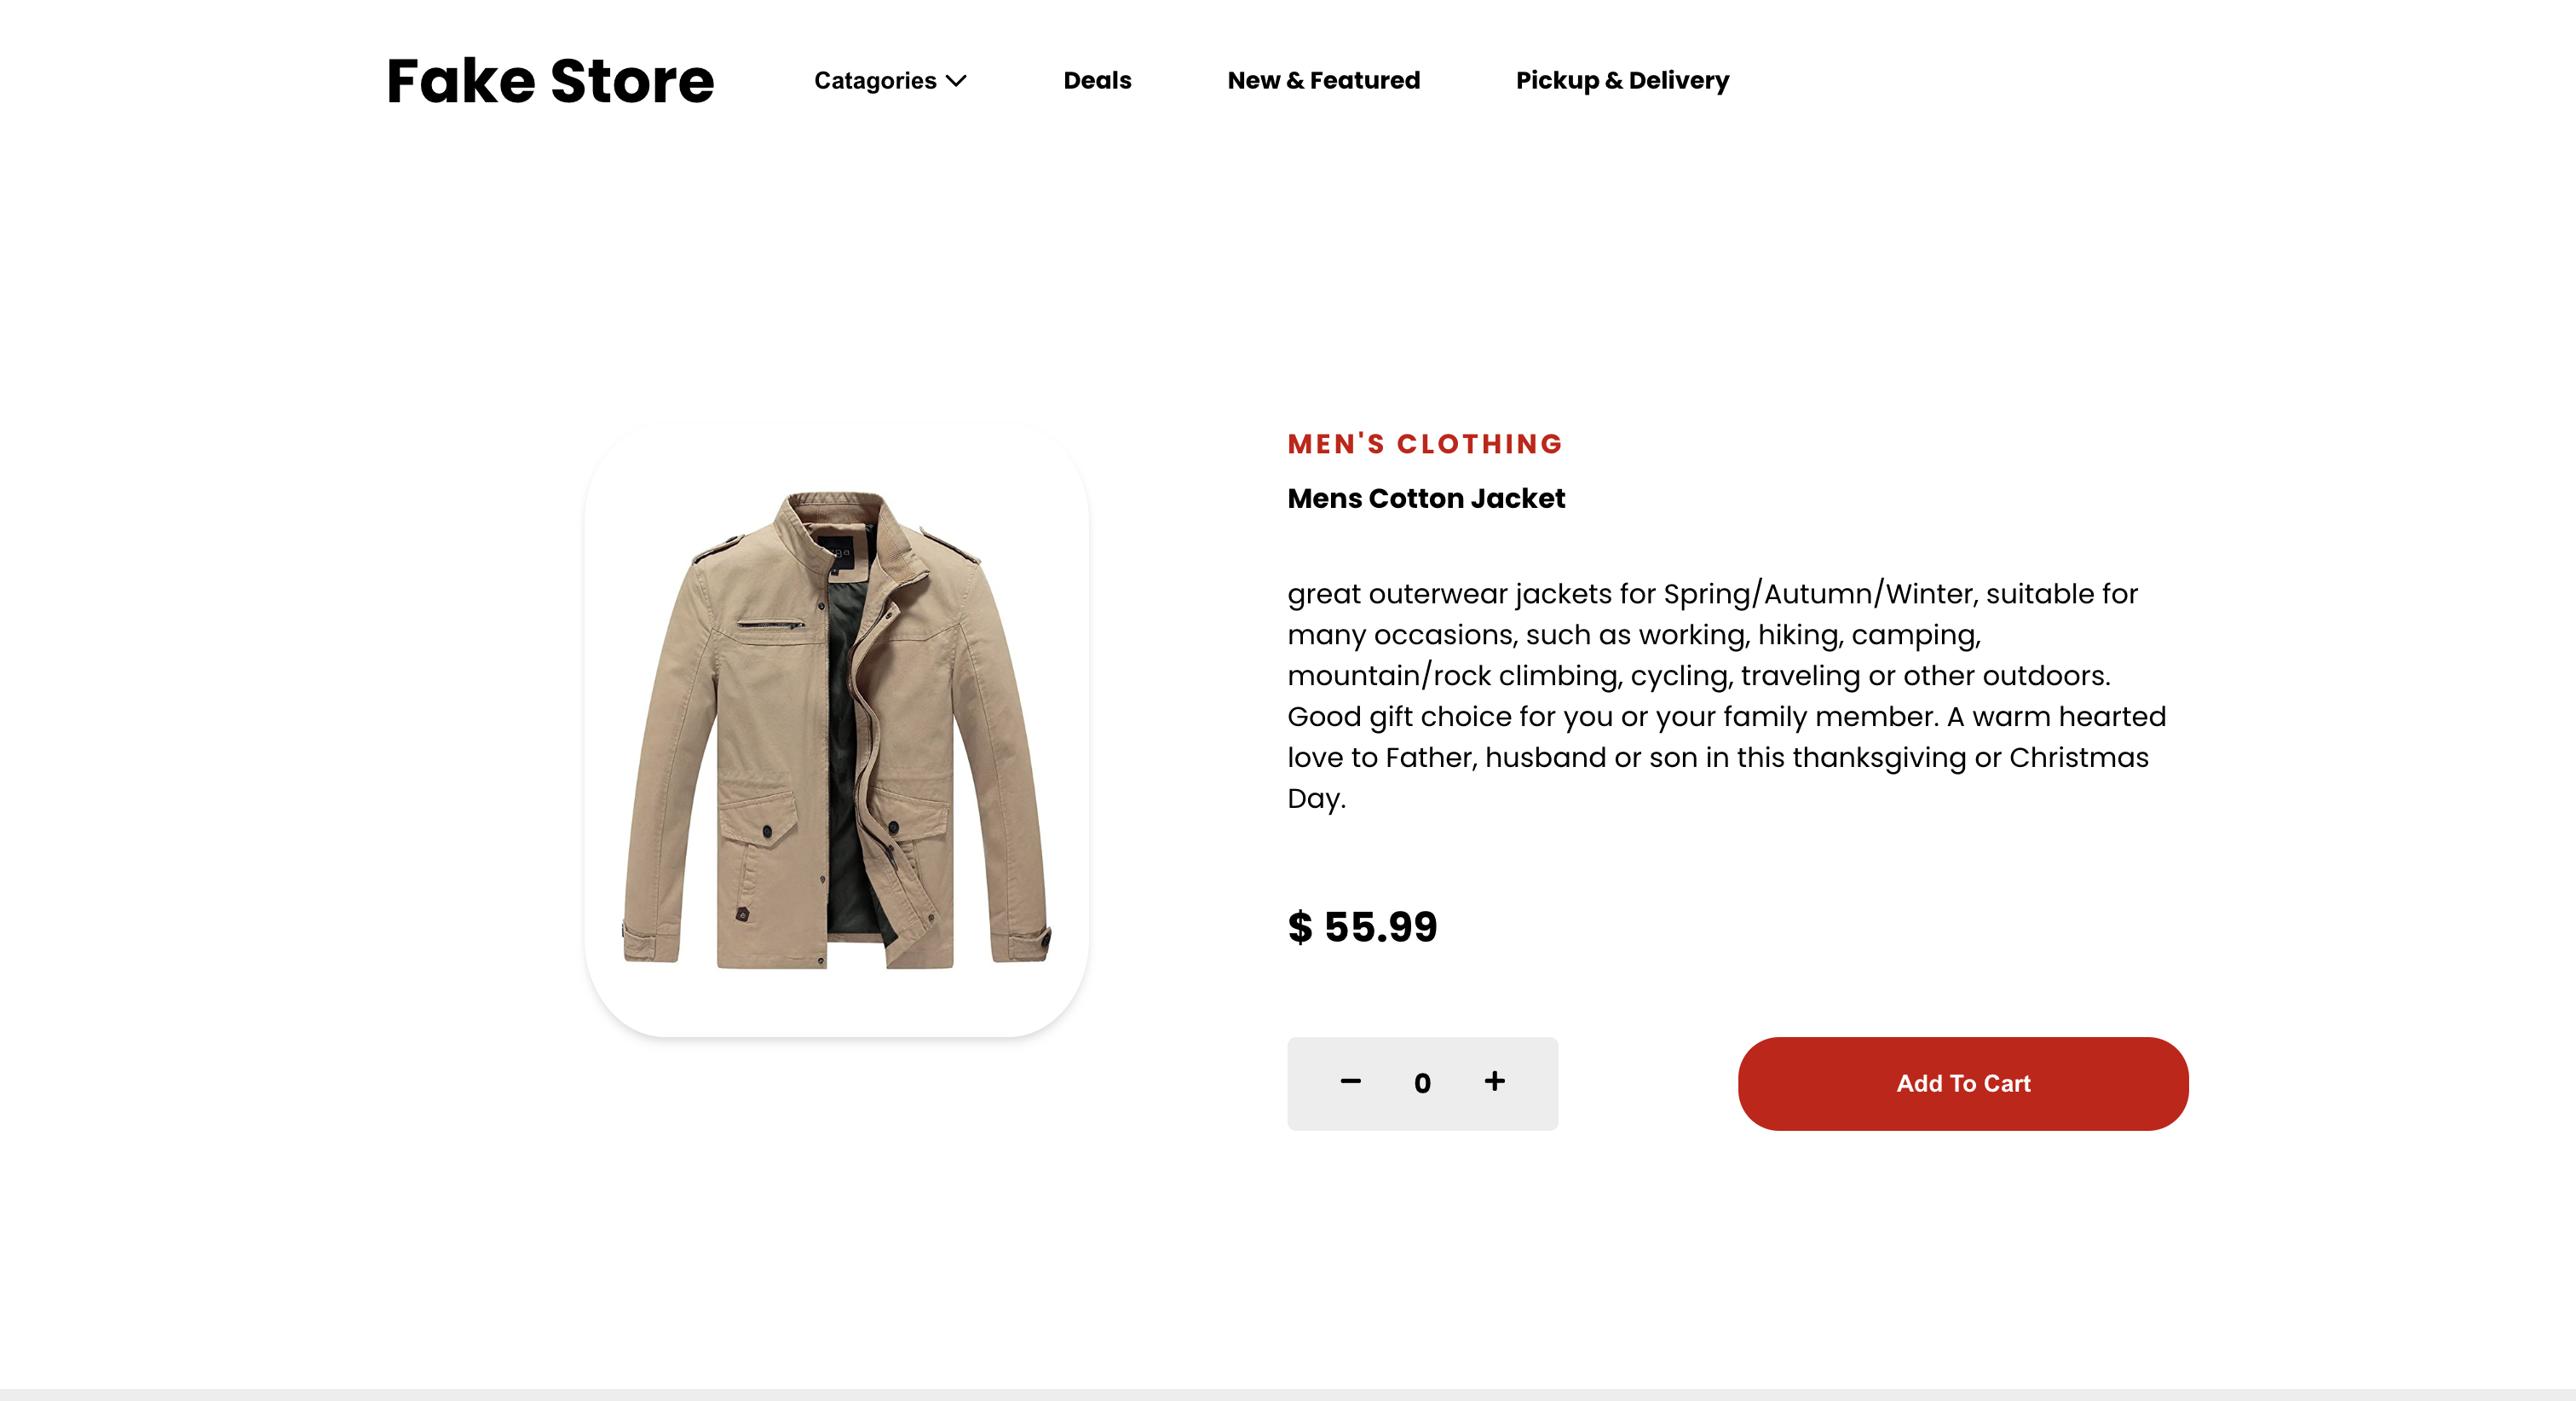 Fake Store
Catagories
Deals
New & Featured
Pickup & Delivery
MEN'S CLOTHING
Mens Cotton Jacket
great outerwear jackets for Spring/Autumn/Winter, suitable for
many occasions, such as working, hiking, camping,
mountain/rock climbing, cycling, traveling or other outdoors.
Good gift choice for you or your family member. A warm hearted
love to Father, husband or son in this thanksgiving or Christmas
Day.
$ 55.99
− 0 +
Add To Cart